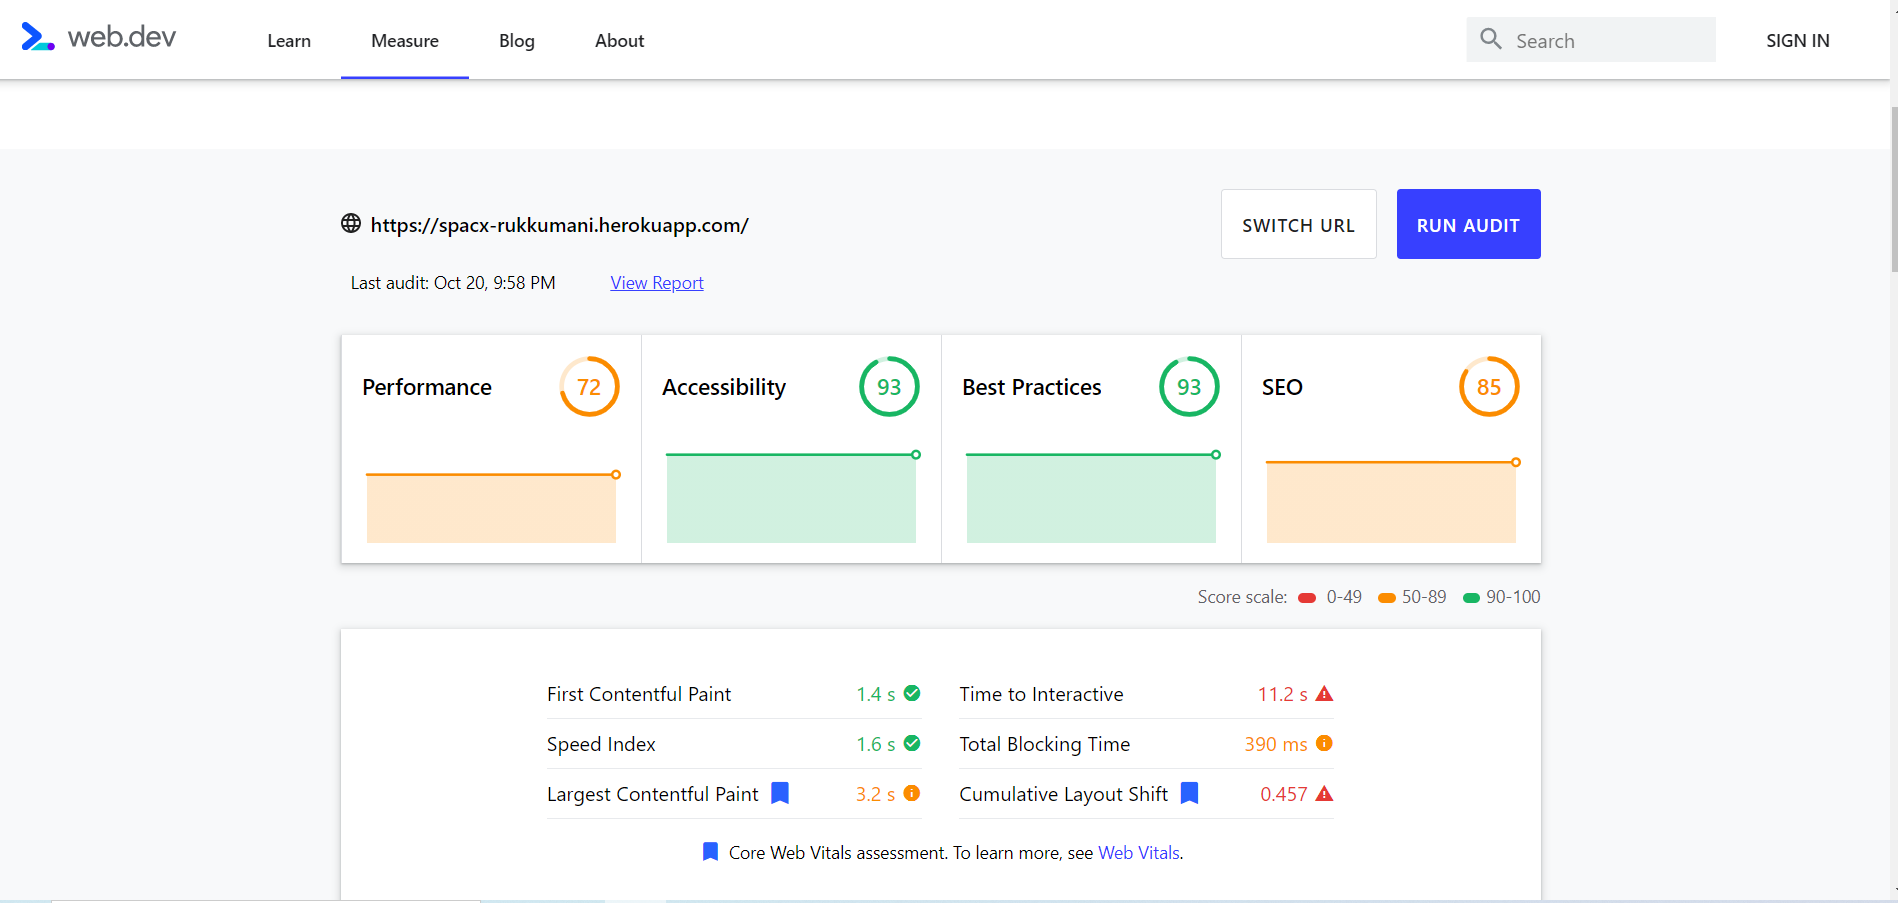 web.dev Learn Measure Blog About Search SIGN IN
https://spacx-rukkumani.herokuapp.com/ SWITCH URL RUN AUDIT
Last audit: Oct 20, 9:58 PM View Report
Performance 72 Accessibility 93 Best Practices 93 SEO 85
Score scale: 0-49 50-89 90-100
First Contentful Paint 1.4 s Time to Interactive 11.2 s
Speed Index 1.6 s Total Blocking Time 390 ms
Largest Contentful Paint 3.2 s Cumulative Layout Shift 0.457
Core Web Vitals assessment. To learn more, see Web Vitals.